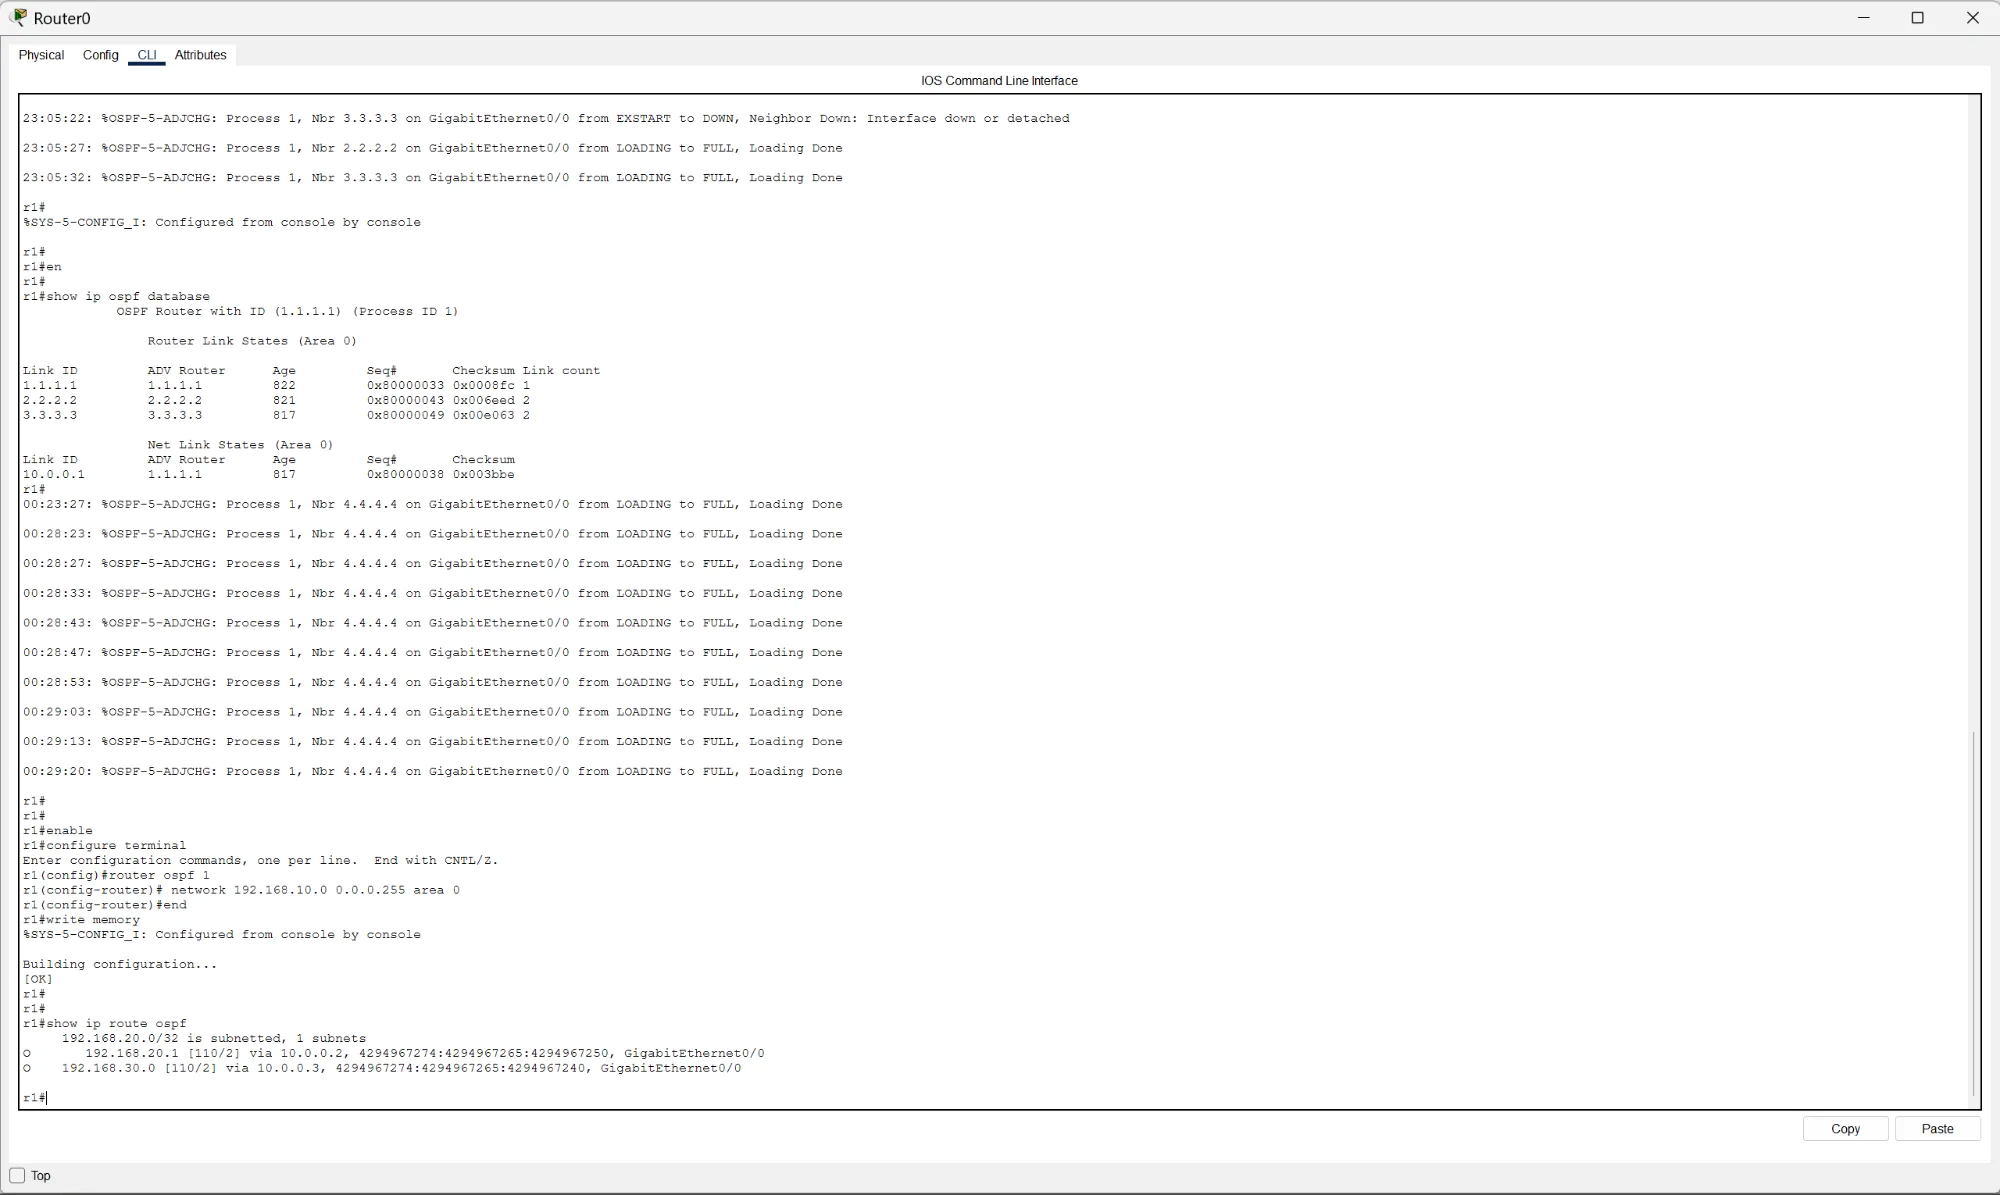 Router0
Physical Config CLI Attributes
IOS Command Line Interface
23:05:22: %OSPF-5-ADJCHG: Process 1, Nbr 3.3.3.3 on GigabitEthernet0/0 from EXSTART to DOWN, Neighbor Down: Interface down or detached
23:05:27: %OSPF-5-ADJCHG: Process 1, Nbr 2.2.2.2 on GigabitEthernet0/0 from LOADING to FULL, Loading Done
23:05:32: %OSPF-5-ADJCHG: Process 1, Nbr 3.3.3.3 on GigabitEthernet0/0 from LOADING to FULL, Loading Done
r1#
%SYS-5-CONFIG_I: Configured from console by console
r1#
r1#en
r1#
r1#show ip ospf database
OSPF Router with ID (1.1.1.1) (Process ID 1)
Router Link States (Area 0)
Link ID ADV Router Age Seq# Checksum Link count
1.1.1.1 1.1.1.1 822 0x80000033 0x0008fc 1
2.2.2.2 2.2.2.2 821 0x80000043 0x006eed 2
3.3.3.3 3.3.3.3 817 0x80000049 0x00e063 2
Net Link States (Area 0)
Link ID ADV Router Age Seq# Checksum
10.0.0.1 1.1.1.1 817 0x80000038 0x003bbe
r1#
00:23:27: %OSPF-5-ADJCHG: Process 1, Nbr 4.4.4.4 on GigabitEthernet0/0 from LOADING to FULL, Loading Done
00:28:23: %OSPF-5-ADJCHG: Process 1, Nbr 4.4.4.4 on GigabitEthernet0/0 from LOADING to FULL, Loading Done
00:28:27: %OSPF-5-ADJCHG: Process 1, Nbr 4.4.4.4 on GigabitEthernet0/0 from LOADING to FULL, Loading Done
00:28:33: %OSPF-5-ADJCHG: Process 1, Nbr 4.4.4.4 on GigabitEthernet0/0 from LOADING to FULL, Loading Done
00:28:43: %OSPF-5-ADJCHG: Process 1, Nbr 4.4.4.4 on GigabitEthernet0/0 from LOADING to FULL, Loading Done
00:28:47: %OSPF-5-ADJCHG: Process 1, Nbr 4.4.4.4 on GigabitEthernet0/0 from LOADING to FULL, Loading Done
00:28:53: %OSPF-5-ADJCHG: Process 1, Nbr 4.4.4.4 on GigabitEthernet0/0 from LOADING to FULL, Loading Done
00:29:03: %OSPF-5-ADJCHG: Process 1, Nbr 4.4.4.4 on GigabitEthernet0/0 from LOADING to FULL, Loading Done
00:29:13: %OSPF-5-ADJCHG: Process 1, Nbr 4.4.4.4 on GigabitEthernet0/0 from LOADING to FULL, Loading Done
00:29:20: %OSPF-5-ADJCHG: Process 1, Nbr 4.4.4.4 on GigabitEthernet0/0 from LOADING to FULL, Loading Done
r1#
r1#
r1#enable
r1#configure terminal
Enter configuration commands, one per line. End with CNTL/Z.
r1(config)#router ospf 1
r1(config-router)# network 192.168.10.0 0.0.0.255 area 0
r1(config-router)#end
r1#write memory
%SYS-5-CONFIG_I: Configured from console by console
Building configuration...
[OK]
r1#
r1#
r1#show ip route ospf
192.168.20.0/32 is subnetted, 1 subnets
O 192.168.20.1 [110/2] via 10.0.0.2, 4294967274:4294967265:4294967250, GigabitEthernet0/0
O 192.168.30.0 [110/2] via 10.0.0.3, 4294967274:4294967265:4294967240, GigabitEthernet0/0
r1#
Copy Paste
Top